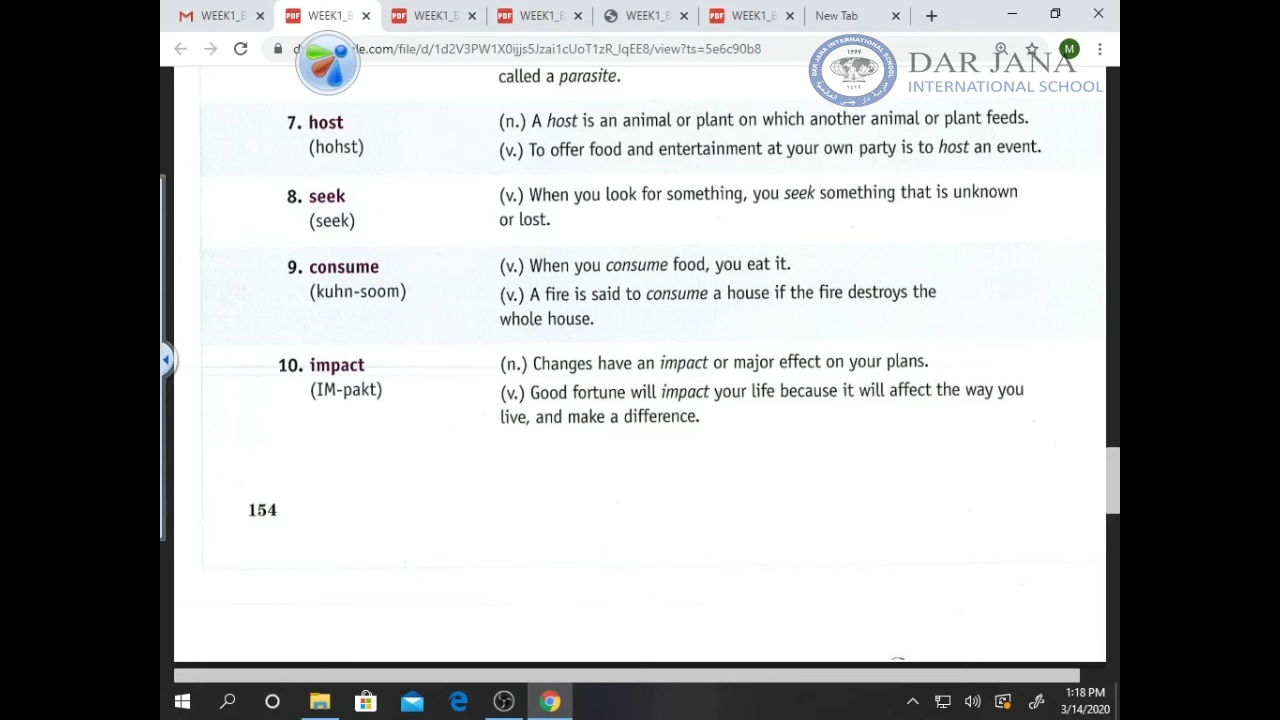 WEEK1_B
WEEK1_B
WEEK1_B
WEEK1_B
WEEK1_B
WEEK1_B
New Tab
le.com/file/d/1d2V3PW1X0ijjs5Jzai1cUoT1zR_lqEE8/view?ts=5e6c90b8
M
1999
DAR JANA
INTERNATIONAL SCHOOL
called a parasite.
7. host
(hohst)
(n.) A host is an animal or plant on which another animal or plant feeds.
(v.) To offer food and entertainment at your own party is to host an event.
8. seek
(seek)
(v.) When you look for something, you seek something that is unknown
or lost.
9. consume
(kuhn-soom)
(v.) When you consume food, you eat it.
(v.) A fire is said to consume a house if the fire destroys the
whole house.
10. impact
(IM-pakt)
(n.) Changes have an impact or major effect on your plans.
(v.) Good fortune will impact your life because it will affect the way you
live, and make a difference.
154
1:18 PM
3/14/2020